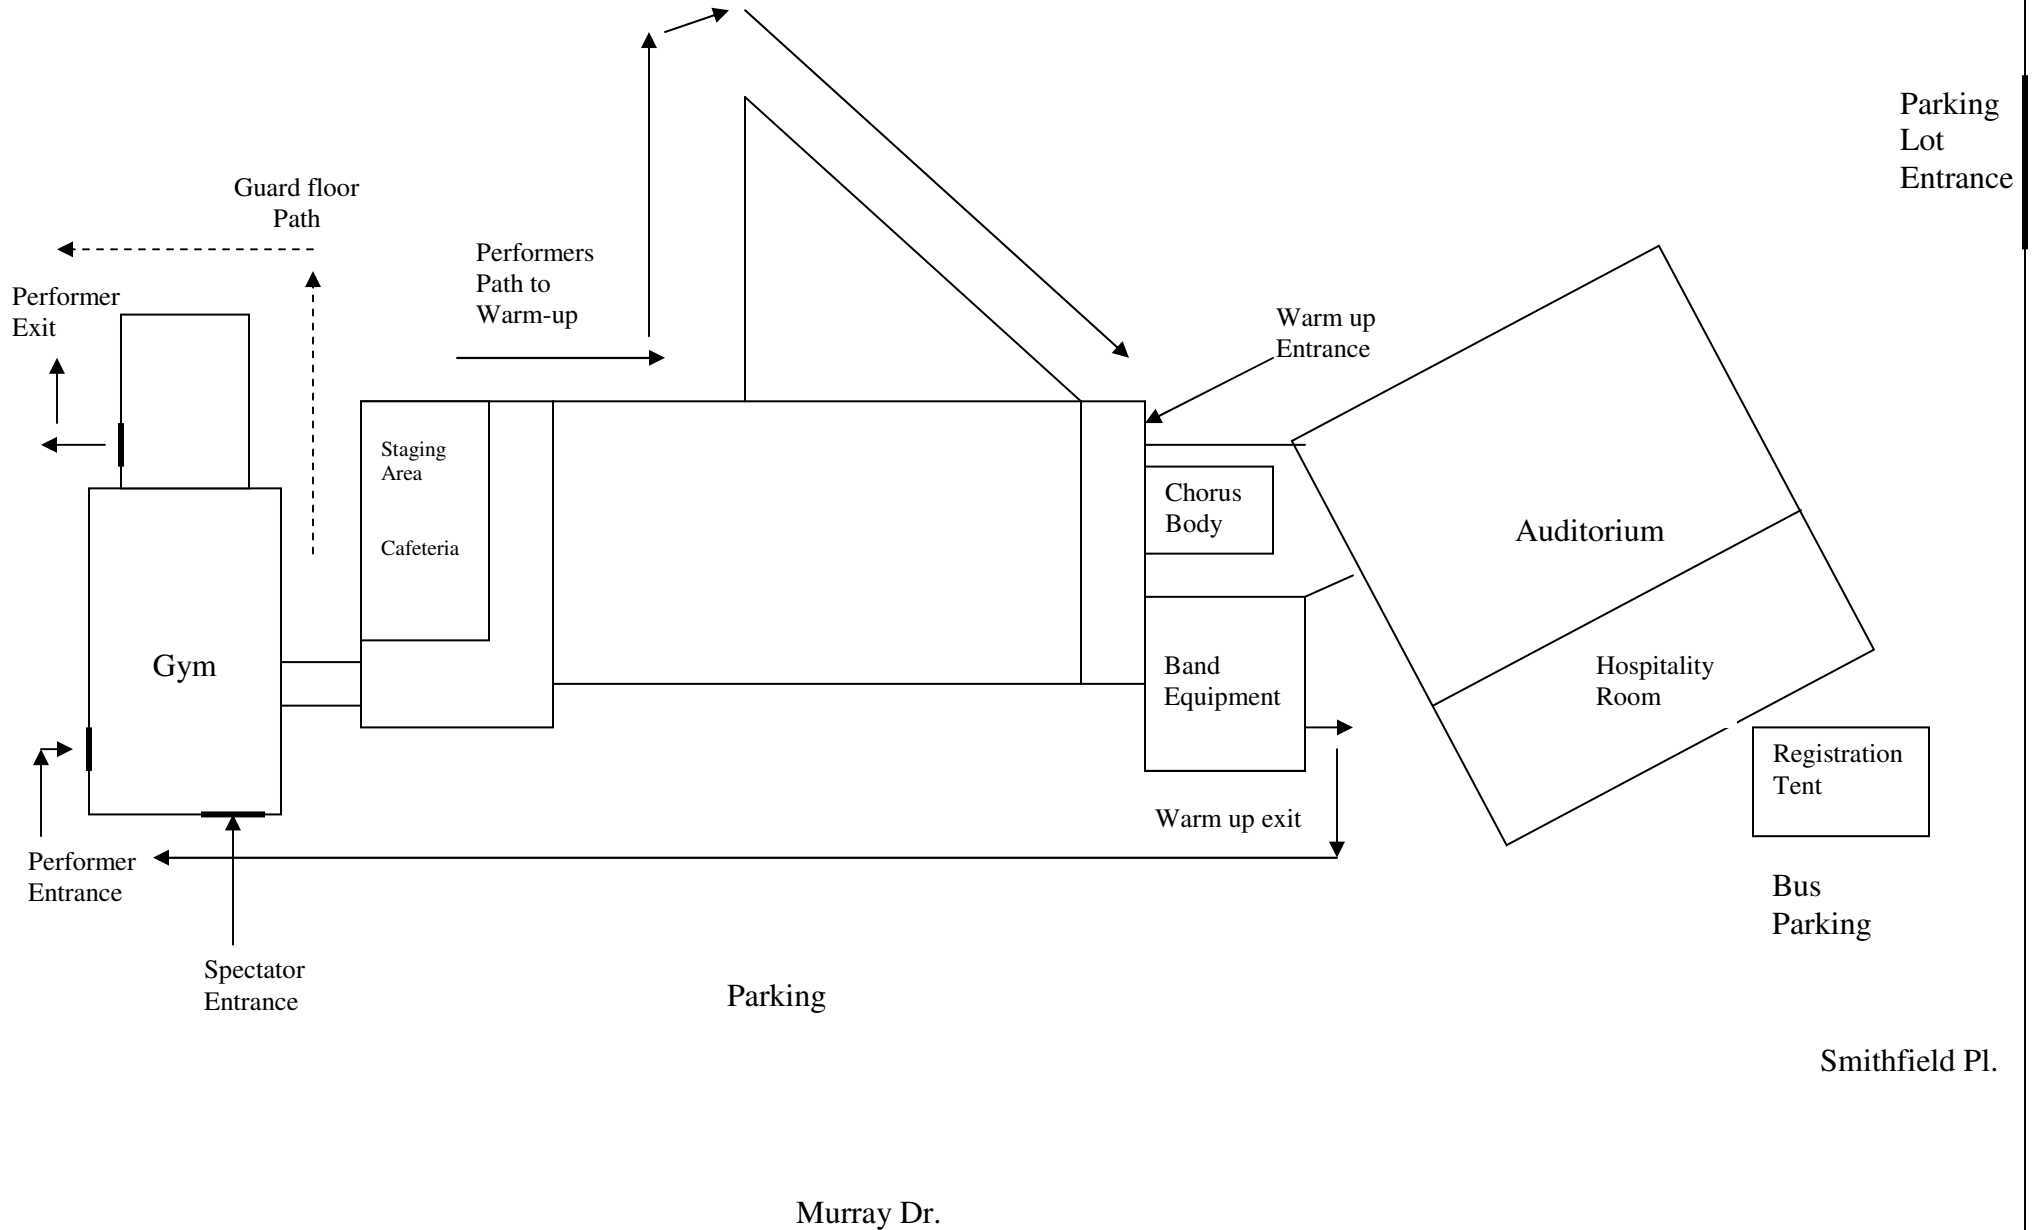 Parking
Lot
Entrance
Guard floor
Path
Performers
Path to
Warm-up
Performer
Exit
Warm up
Entrance
Staging
Area
Cafeteria
Chorus
Body
Auditorium
Gym
Band
Equipment
Hospitality
Room
Registration
Tent
Warm up exit
Performer
Entrance
Bus
Parking
Spectator
Entrance
Parking
Smithfield Pl.
Murray Dr.